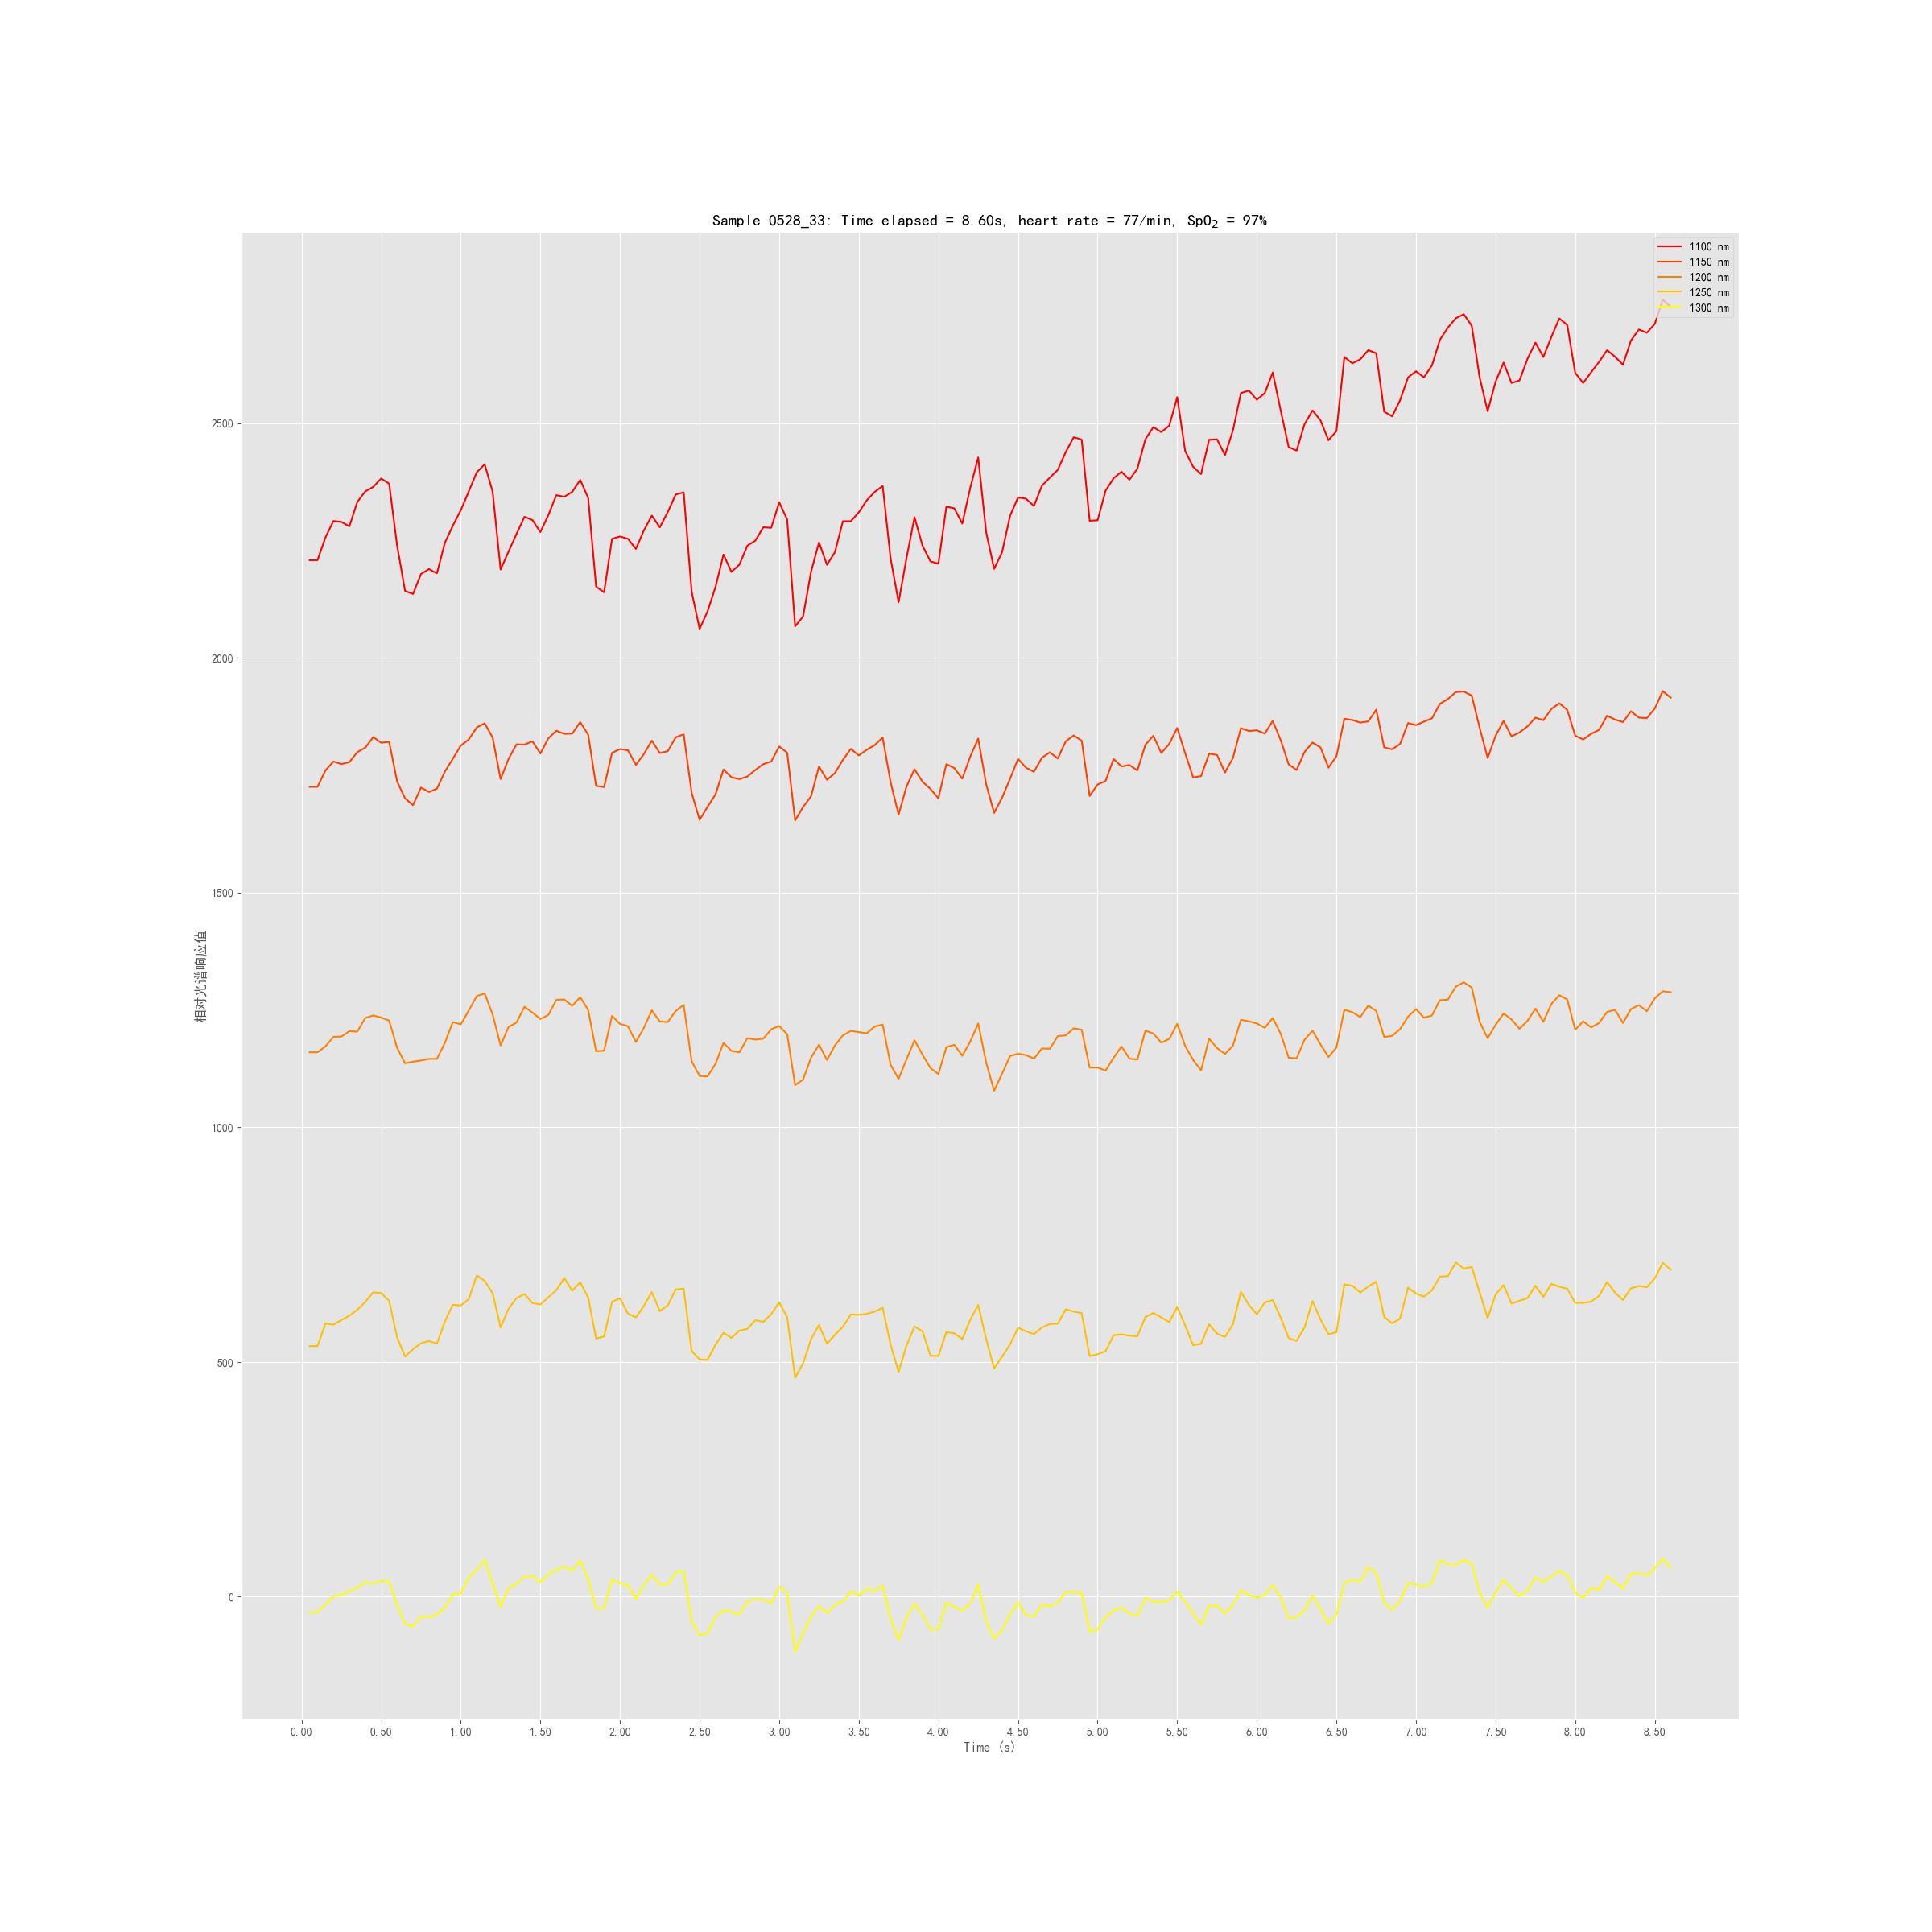 Sample 0528_33: Time elapsed = 8.60s, heart rate = 77/min, SpO2 = 97%
1100 nm
1150 nm
1200 nm
1250 nm
1300 nm
2500
2000
1500
1000
500
0
相对光谱响应值
0.00 0.50 1.00 1.50 2.00 2.50 3.00 3.50 4.00 4.50 5.00 5.50 6.00 6.50 7.00 7.50 8.00 8.50
Time (s)